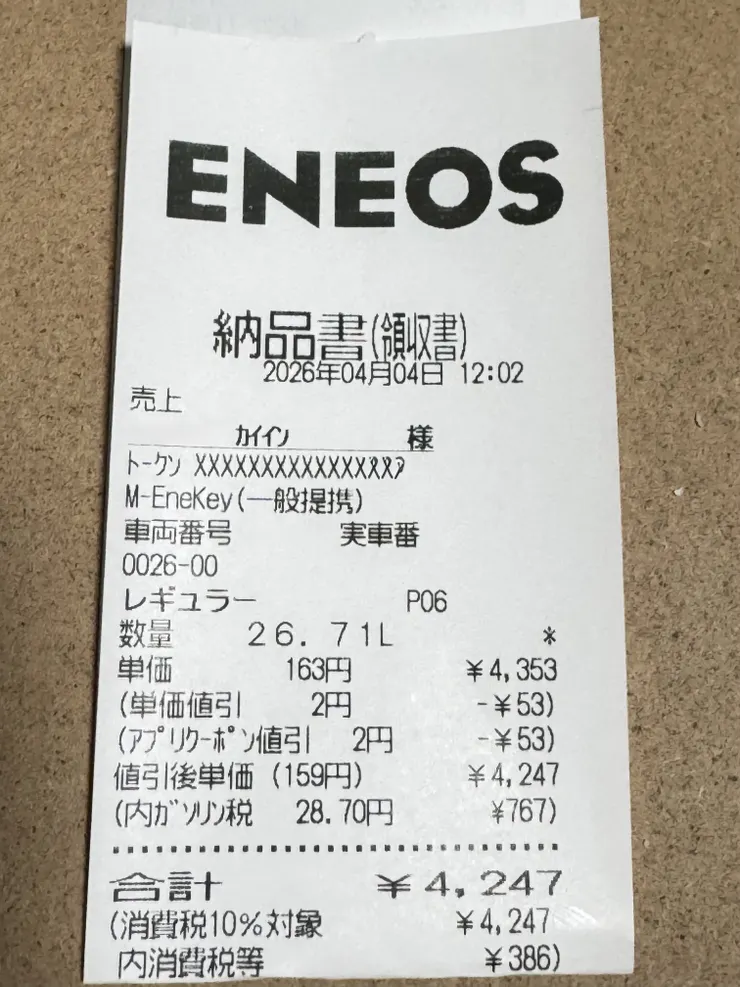 ENEOS
納品書(領収書)
2026年04月04日 12:02
売上
カイイン 様
トークン XXXXXXXXXXXXXXX
M-EneKey(一般提携)
車両番号 実車番
0026-00
レギュラー P06
数量 26.71L *
単価 163円 ¥4,353
(単価値引 2円 -¥53)
(アプリクーポン値引 2円 -¥53)
値引後単価 (159円) ¥4,247
(内ガソリン税 28.70円 ¥767)
合計 ¥4,247
(消費税10%対象 ¥4,247
内消費税等 ¥386)